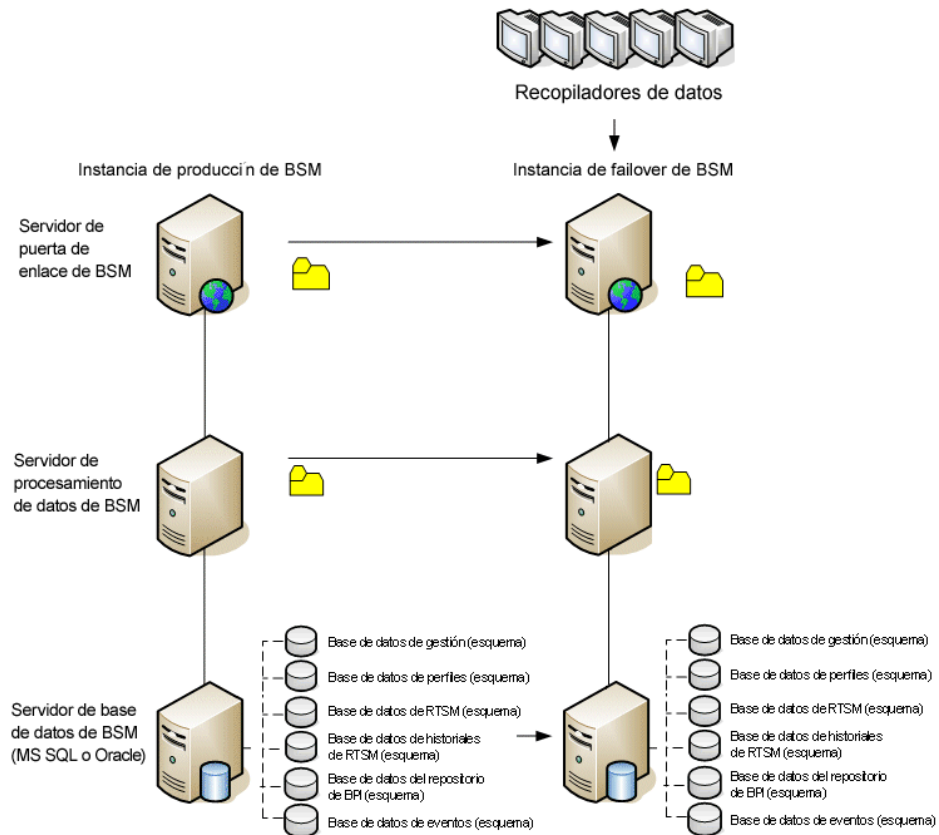 Recopiladores de datos
Instancia de producci´n de BSM
Instancia de failover de BSM
Servidor de
puerta de
enlace de BSM
Servidor de
procesamiento
de datos de BSM
Servidor de base
de datos de BSM
(MS SQL o Oracle)
Base de datos de gestión (esquema)
Base de datos de perfiles (esquema)
Base de datos de RTSM (esquema)
Base de datos de historiales
de RTSM (esquema)
Base de datos del repositorio
de BPI (esquema)
Base de datos de eventos (esquema)
Base de datos de gestión (esquema)
Base de datos de perfiles (esquema)
Base de datos de RTSM (esquema)
Base de datos de historiales
de RTSM (esquema)
Base de datos del repositorio
de BPI (esquema)
Base de datos de eventos (esquema)